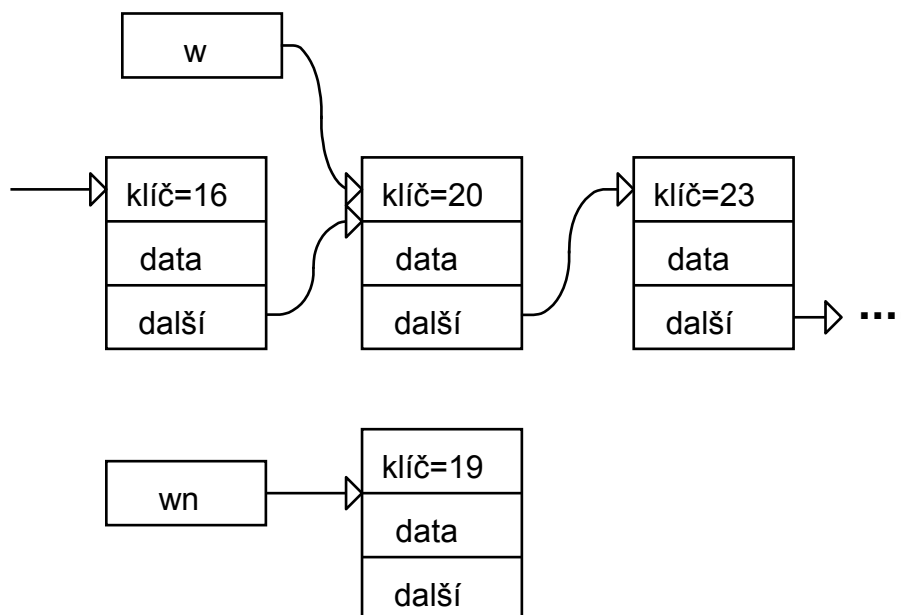 w
klíč=16
data
další
klíč=20
data
další
klíč=23
data
další
...
wn
klíč=19
data
další